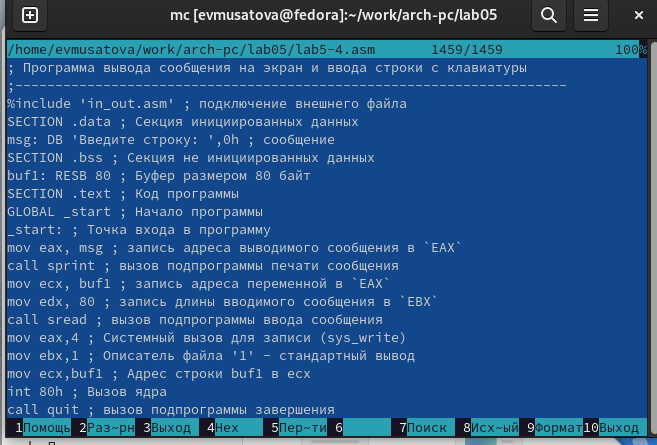 mc [evmusatova@fedora]:~/work/arch-pc/lab05
/home/evmusatova/work/arch-pc/lab05/lab5-4.asm 1459/1459 100%
; Программа вывода сообщения на экран и ввода строки с клавиатуры
;---------------------------------------------------------------------
%include 'in_out.asm' ; подключение внешнего файла
SECTION .data ; Секция инициированных данных
msg: DB 'Введите строку: ',0h ; сообщение
SECTION .bss ; Секция не инициированных данных
buf1: RESB 80 ; Буфер размером 80 байт
SECTION .text ; Код программы
GLOBAL _start ; Начало программы
_start: ; Точка входа в программу
mov eax, msg ; запись адреса выводимого сообщения в `EAX`
call sprint ; вызов подпрограммы печати сообщения
mov ecx, buf1 ; запись адреса переменной в `EAX`
mov edx, 80 ; запись длины вводимого сообщения в `EBX`
call sread ; вызов подпрограммы ввода сообщения
mov eax,4 ; Системный вызов для записи (sys_write)
mov ebx,1 ; Описатель файла '1' - стандартный вывод
mov ecx,buf1 ; Адрес строки buf1 в ecx
int 80h ; Вызов ядра
call quit ; вызов подпрограммы завершения
1Помощь 2Раз~рн 3Выход 4Hex 5Пер~ти 6 7Поиск 8Исх~ый 9Формат 10Выход